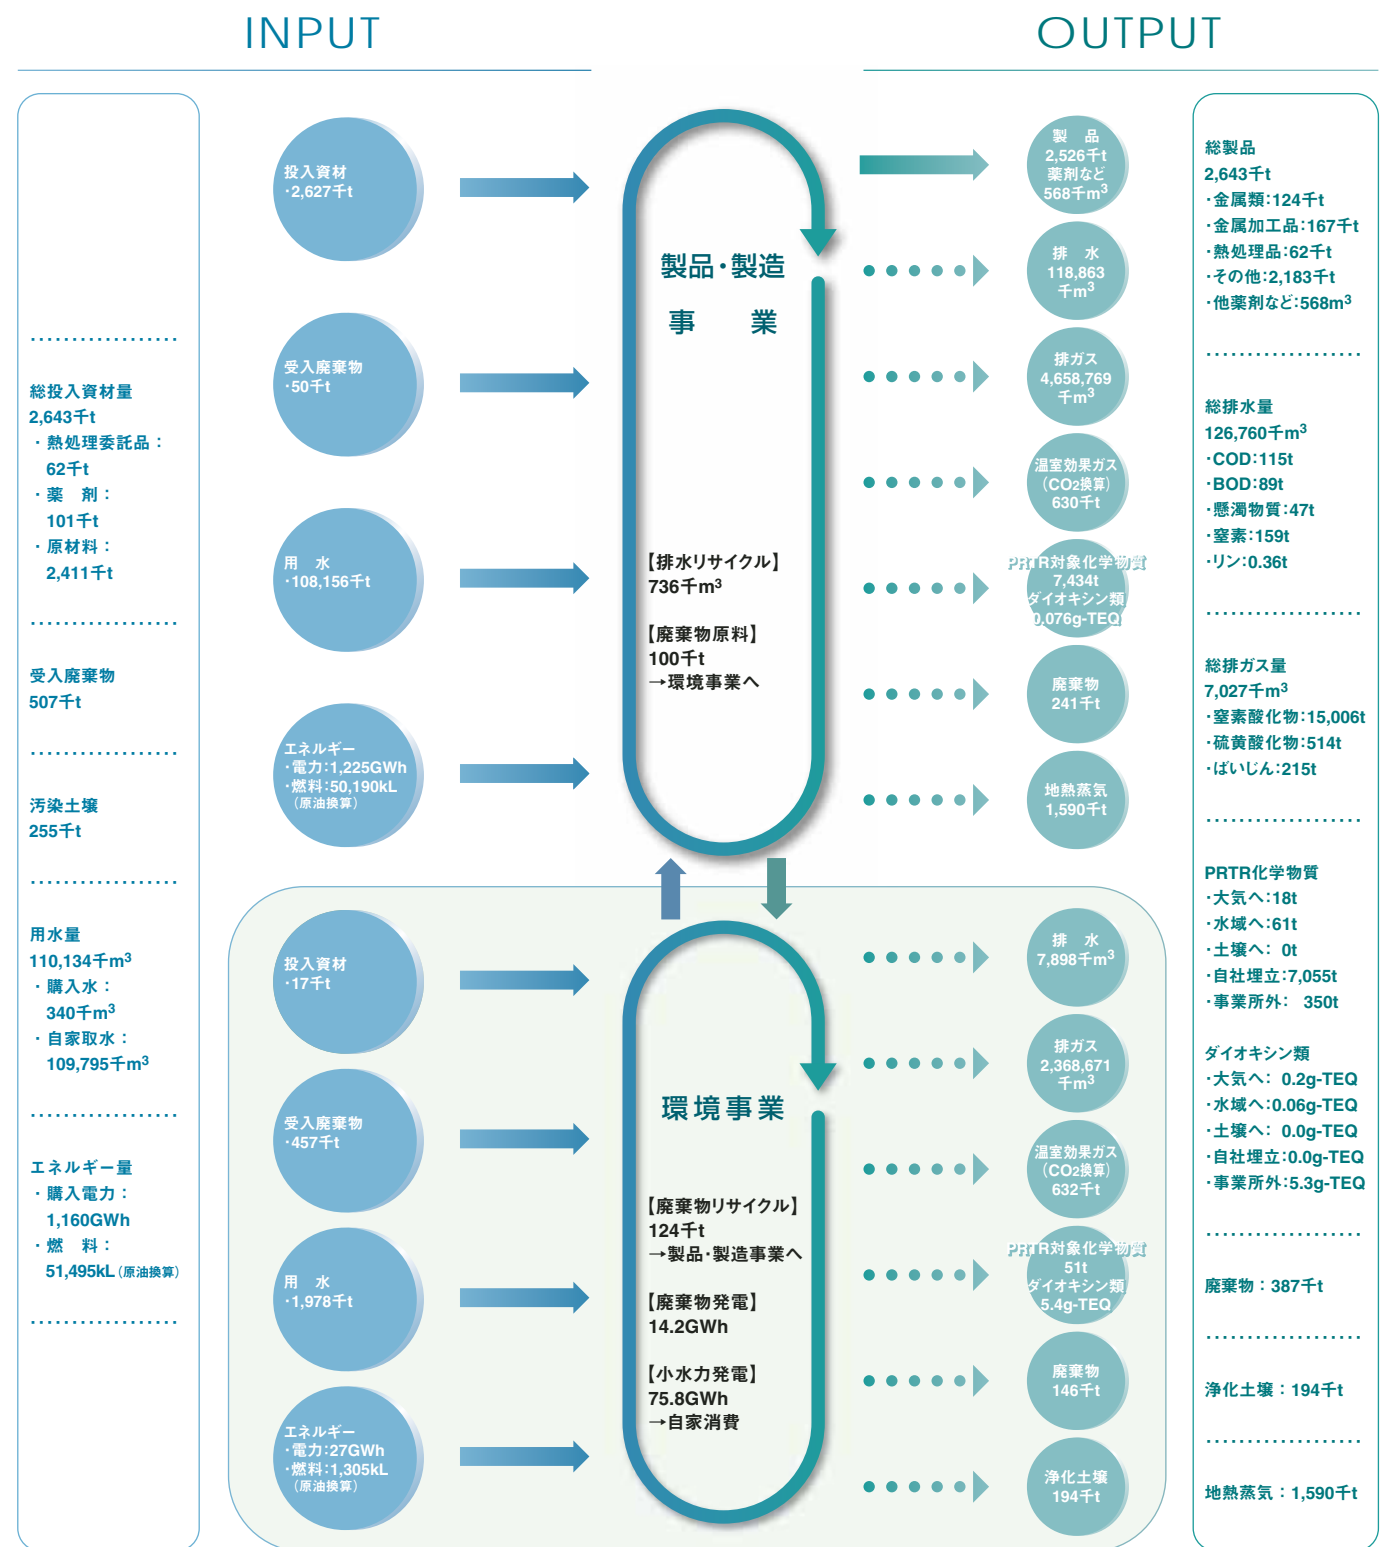 INPUT
OUTPUT
総投入資材量
2,643千t
・熱処理委託品：
62千t
・薬　剤：
101千t
・原材料：
2,411千t
受入廃棄物
507千t
汚染土壌
255千t
用水量
110,134千m³
・購入水：
340千m³
・自家取水：
109,795千m³
エネルギー量
・購入電力：
1,160GWh
・燃　料：
51,495kL（原油換算）
投入資材
・2,627千t
受入廃棄物
・50千t
用　水
・108,156千t
エネルギー
・電力:1,225GWh
・燃料:50,190kL
（原油換算）
製品・製造
事　業
【排水リサイクル】
736千m³
【廃棄物原料】
100千t
→環境事業へ
製　品
2,526千t
薬剤など
568千m³
排　水
118,863
千m³
排ガス
4,658,769
千m³
温室効果ガス
（CO₂換算）
630千t
PRTR対象化学物質
7,434t
ダイオキシン類
0.076g-TEQ
廃棄物
241千t
地熱蒸気
1,590千t
投入資材
・17千t
受入廃棄物
・457千t
用　水
・1,978千t
エネルギー
・電力:27GWh
・燃料:1,305kL
（原油換算）
環境事業
【廃棄物リサイクル】
124千t
→製品・製造事業へ
【廃棄物発電】
14.2GWh
【小水力発電】
75.8GWh
→自家消費
排　水
7,898千m³
排ガス
2,368,671
千m³
温室効果ガス
（CO₂換算）
632千t
PRTR対象化学物質
51t
ダイオキシン類
5.4g-TEQ
廃棄物
146千t
浄化土壌
194千t
総製品
2,643千t
・金属類:124千t
・金属加工品:167千t
・熱処理品:62千t
・その他:2,183千t
・他薬剤など:568m³
総排水量
126,760千m³
・COD:115t
・BOD:89t
・懸濁物質:47t
・窒素:159t
・リン:0.36t
総排ガス量
7,027千m³
・窒素酸化物:15,006t
・硫黄酸化物:514t
・ばいじん:215t
PRTR化学物質
・大気へ:18t
・水域へ:61t
・土壌へ: 0t
・自社埋立:7,055t
・事業所外: 350t
ダイオキシン類
・大気へ: 0.2g-TEQ
・水域へ:0.06g-TEQ
・土壌へ: 0.0g-TEQ
・自社埋立:0.0g-TEQ
・事業所外:5.3g-TEQ
廃棄物：387千t
浄化土壌：194千t
地熱蒸気：1,590千t